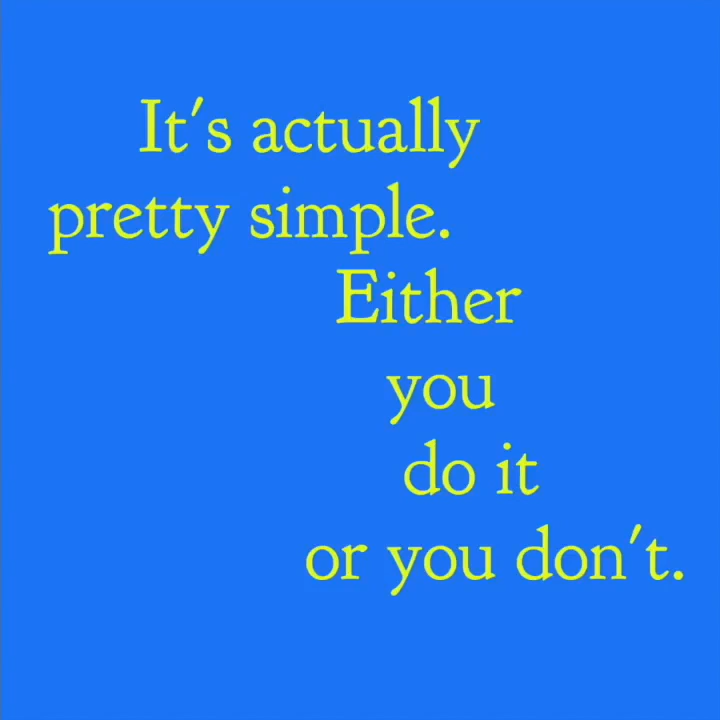 It's actually
pretty simple.
Either
you
do it
or you don't.